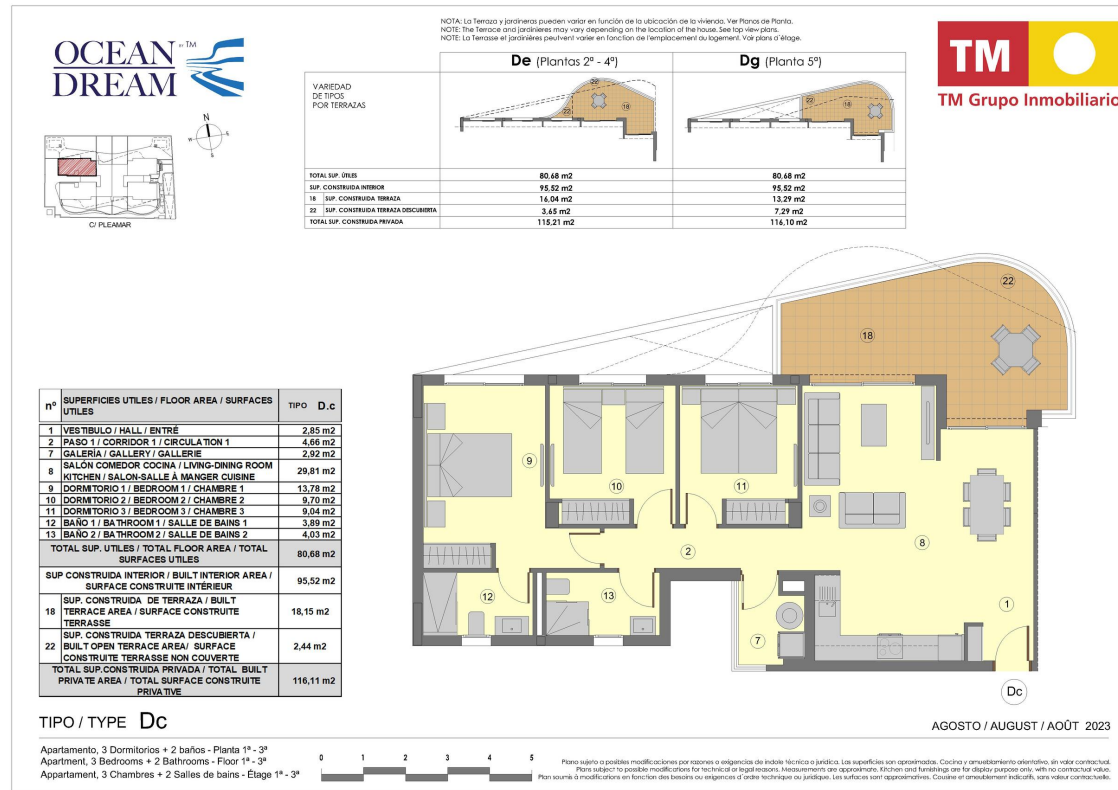 OCEAN
DREAM
BY TM
NOTA: La Terraza y jardineras pueden variar en función de la ubicación de la vivienda. Ver Planos de Planta.
NOTE: The Terrace and jardinieres may vary depending on the location of the house. See top view plans.
NOTE: La Terrasse et jardinières peutvent varier en fonction de l'emplacement du logement. Voir plans d'étage.
TM
TM Grupo Inmobiliario
N
C/ PLEAMAR
VARIEDAD
DE TIPOS
POR TERRAZAS
De (Plantas 2ª - 4ª)
Dg (Planta 5ª)
22
22
18
22
18
TOTAL SUP. ÚTILES 80,68 m2 80,68 m2
SUP. CONSTRUIDA INTERIOR 95,52 m2 95,52 m2
18 SUP. CONSTRUIDA TERRAZA 16,04 m2 13,29 m2
22 SUP. CONSTRUIDA TERRAZA DESCUBIERTA 3,65 m2 7,29 m2
TOTAL SUP. CONSTRUIDA PRIVADA 115,21 m2 116,10 m2
nº SUPERFICIES UTILES / FLOOR AREA / SURFACES
UTILES
TIPO D.c
1 VESTIBULO / HALL / ENTRÉ 2,85 m2
2 PASO 1 / CORRIDOR 1 / CIRCULATION 1 4,66 m2
7 GALERÍA / GALLERY / GALLERIE 2,92 m2
8 SALÓN COMEDOR COCINA / LIVING-DINING ROOM
KITCHEN / SALON-SALLE À MANGER CUISINE 29,81 m2
9 DORMITORIO 1 / BEDROOM 1 / CHAMBRE 1 13,78 m2
10 DORMITORIO 2 / BEDROOM 2 / CHAMBRE 2 9,70 m2
11 DORMITORIO 3 / BEDROOM 3 / CHAMBRE 3 9,04 m2
12 BAÑO 1 / BATHROOM 1 / SALLE DE BAINS 1 3,89 m2
13 BAÑO 2 / BATHROOM 2 / SALLE DE BAINS 2 4,03 m2
TOTAL SUP. UTILES / TOTAL FLOOR AREA / TOTAL
SURFACES UTILES 80,68 m2
SUP CONSTRUIDA INTERIOR / BUILT INTERIOR AREA /
SURFACE CONSTRUITE INTÉRIEUR 95,52 m2
18 SUP. CONSTRUIDA DE TERRAZA / BUILT
TERRACE AREA / SURFACE CONSTRUITE
TERRASSE 18,15 m2
22 SUP. CONSTRUIDA TERRAZA DESCUBIERTA /
BUILT OPEN TERRACE AREA/ SURFACE
CONSTRUITE TERRASSE NON COUVERTE 2,44 m2
TOTAL SUP.CONSTRUIDA PRIVADA / TOTAL BUILT
PRIVATE AREA / TOTAL SURFACE CONSTRUITE
PRIVATIVE 116,11 m2
22
18
9
10
11
2
8
12
13
7
1
Dc
TIPO / TYPE Dc
AGOSTO / AUGUST / AOÛT 2023
Apartamento, 3 Dormitorios + 2 baños - Planta 1ª - 3ª
Apartment, 3 Bedrooms + 2 Bathrooms - Floor 1ª - 3ª
Appartament, 3 Chambres + 2 Salles de bains - Étage 1ª - 3ª
0 1 2 3 4 5
Plano sujeto a posibles modificaciones por razones o exigencias de índole técnica o jurídica. Las superficies son aproximadas. Cocina y amueblamiento orientativo, sin valor contractual.
Plans subject to possible modifications for technical or legal reasons. Measurements are approximate. Kitchen and furnishings are for display purpose only, with no contractual value.
Plan soumis à modifications en fonction des besoins ou exigences d'ordre technique ou juridique. Les surfaces sont approximatives. Cousine et ameublement indicatifs, sans valeur contractuelle.